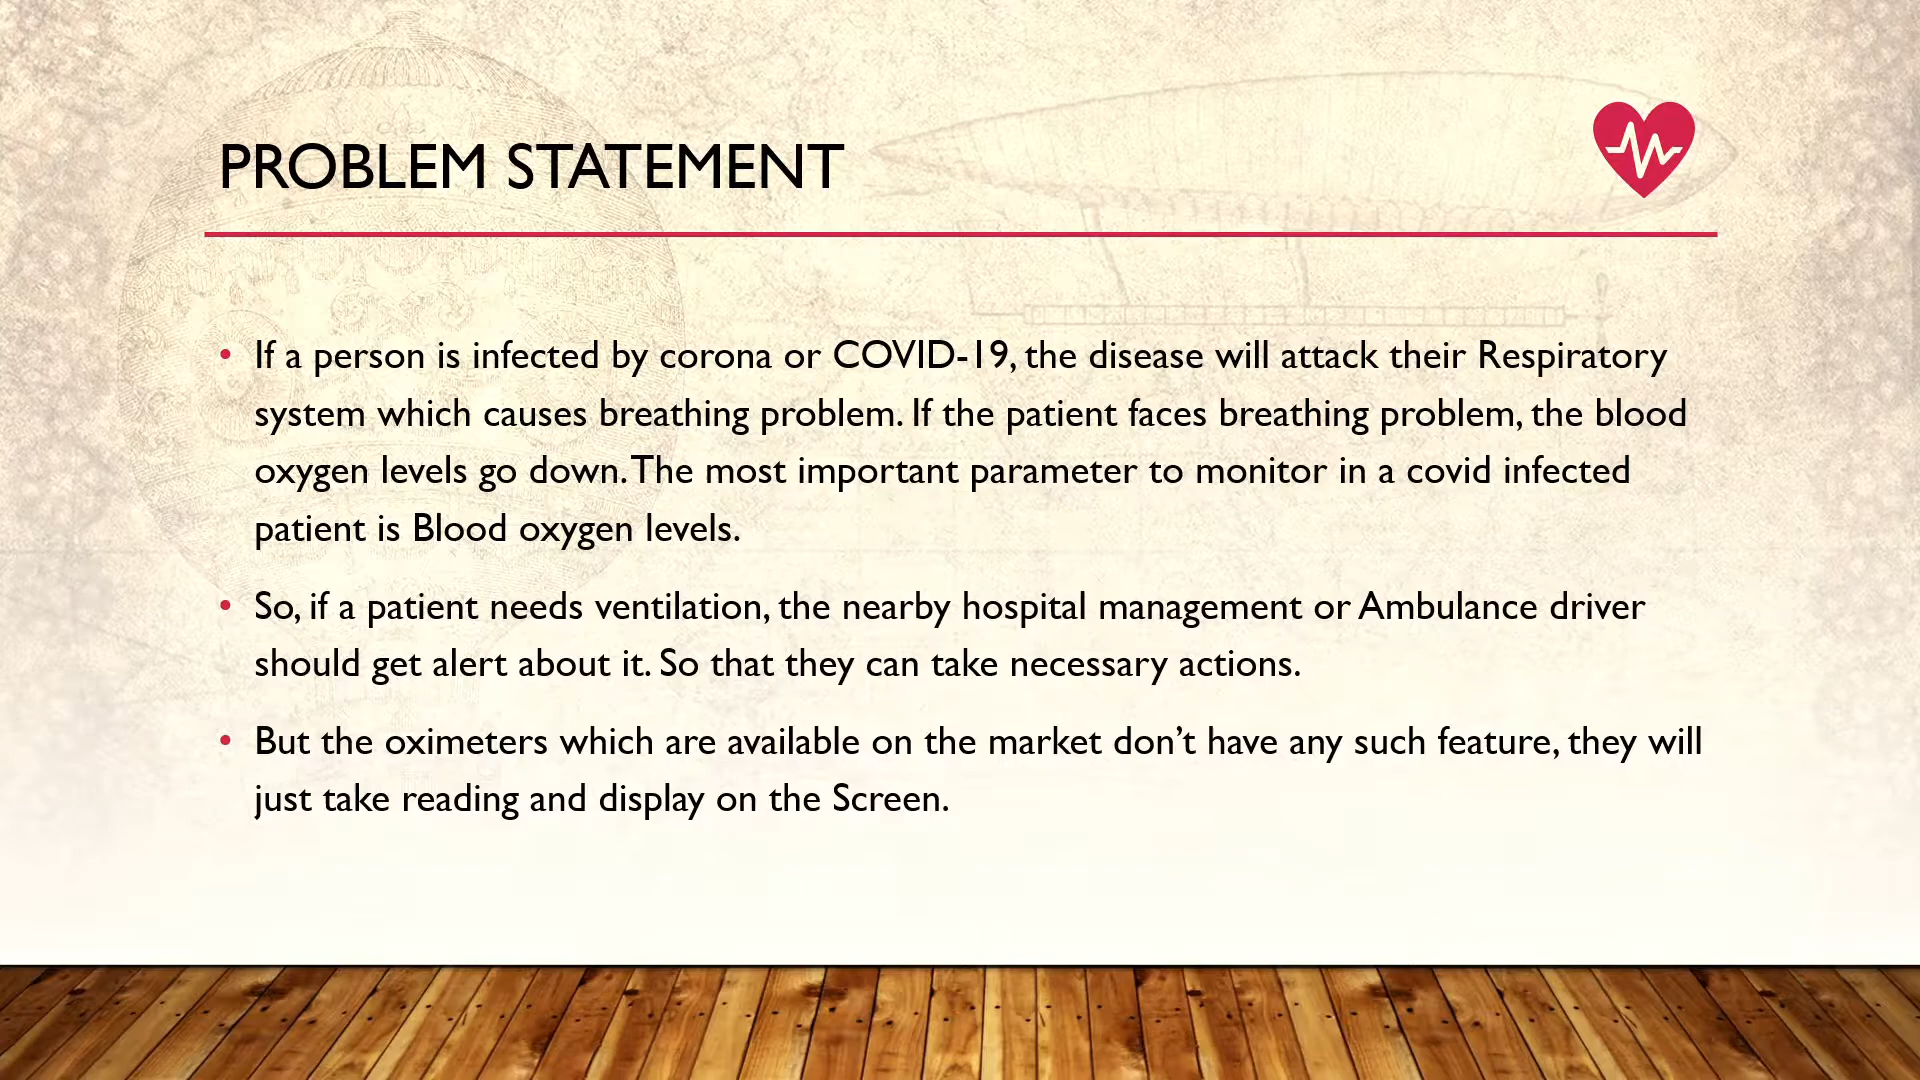 PROBLEM STATEMENT
• If a person is infected by corona or COVID-19, the disease will attack their Respiratory
system which causes breathing problem. If the patient faces breathing problem, the blood
oxygen levels go down. The most important parameter to monitor in a covid infected
patient is Blood oxygen levels.
• So, if a patient needs ventilation, the nearby hospital management or Ambulance driver
should get alert about it. So that they can take necessary actions.
• But the oximeters which are available on the market don’t have any such feature, they will
just take reading and display on the Screen.